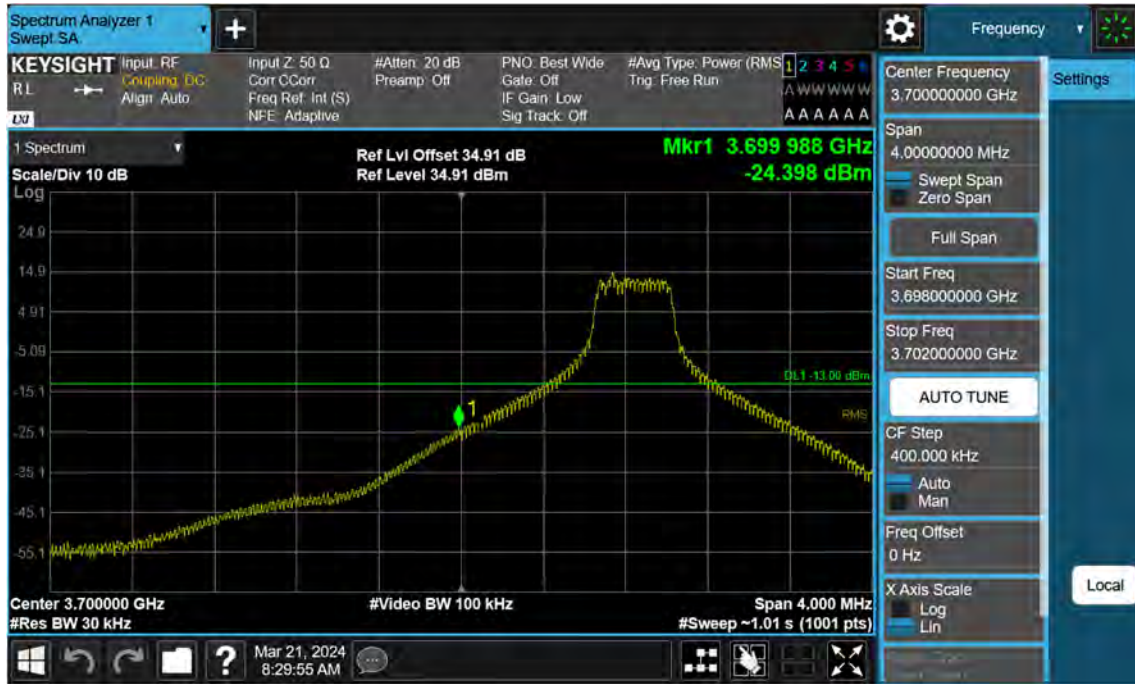 Spectrum Analyzer 1
Swept SA
Frequency
KEYSIGHT
RL
LXI
Input: RF
Coupling: DC
Align: Auto
Input Z: 50 Ω
Corr CCorr
Freq Ref: Int (S)
NFE: Adaptive
#Atten: 20 dB
Preamp: Off
PNO: Best Wide
Gate: Off
IF Gain: Low
Sig Track: Off
#Avg Type: Power (RMS
Trig: Free Run
1 2 3 4 5 6
A W W W W W
A A A A A A
1 Spectrum
Scale/Div 10 dB
Ref Lvl Offset 34.91 dB
Ref Level 34.91 dBm
Mkr1 3.699 988 GHz
-24.398 dBm
Log
24.9
14.9
4.91
-5.09
-15.1
-25.1
-35.1
-45.1
-55.1
DL1 -13.00 dBm
1
RMS
Center 3.700000 GHz
#Res BW 30 kHz
#Video BW 100 kHz
Span 4.000 MHz
#Sweep ~1.01 s (1001 pts)
Mar 21, 2024
8:29:55 AM
Center Frequency
3.700000000 GHz
Span
4.00000000 MHz
Swept Span
Zero Span
Full Span
Start Freq
3.698000000 GHz
Stop Freq
3.702000000 GHz
AUTO TUNE
CF Step
400.000 kHz
Auto
Man
Freq Offset
0 Hz
X Axis Scale
Log
Lin
Settings
Local